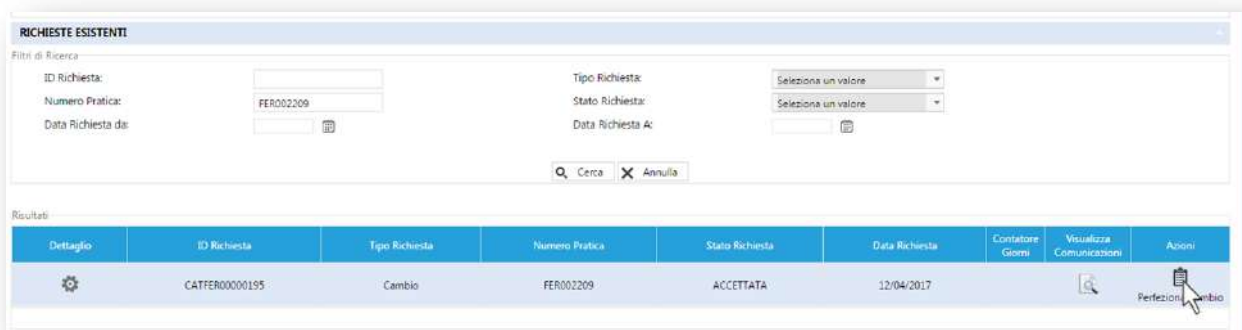 RICHIESTE ESISTENTI
Filtri di Ricerca
ID Richiesta: Tipo Richiesta: Seleziona un valore
Numero Pratica: FER002209 Stato Richiesta: Seleziona un valore
Data Richiesta da: Data Richiesta A:
Cerca Annulla
Risultati
Dettaglio ID Richiesta Tipo Richiesta Numero Pratica Stato Richiesta Data Richiesta Contatore Giorni Visualizza Comunicazioni Azioni
CATFER00000195 Cambio FER002209 ACCETTATA 12/04/2017